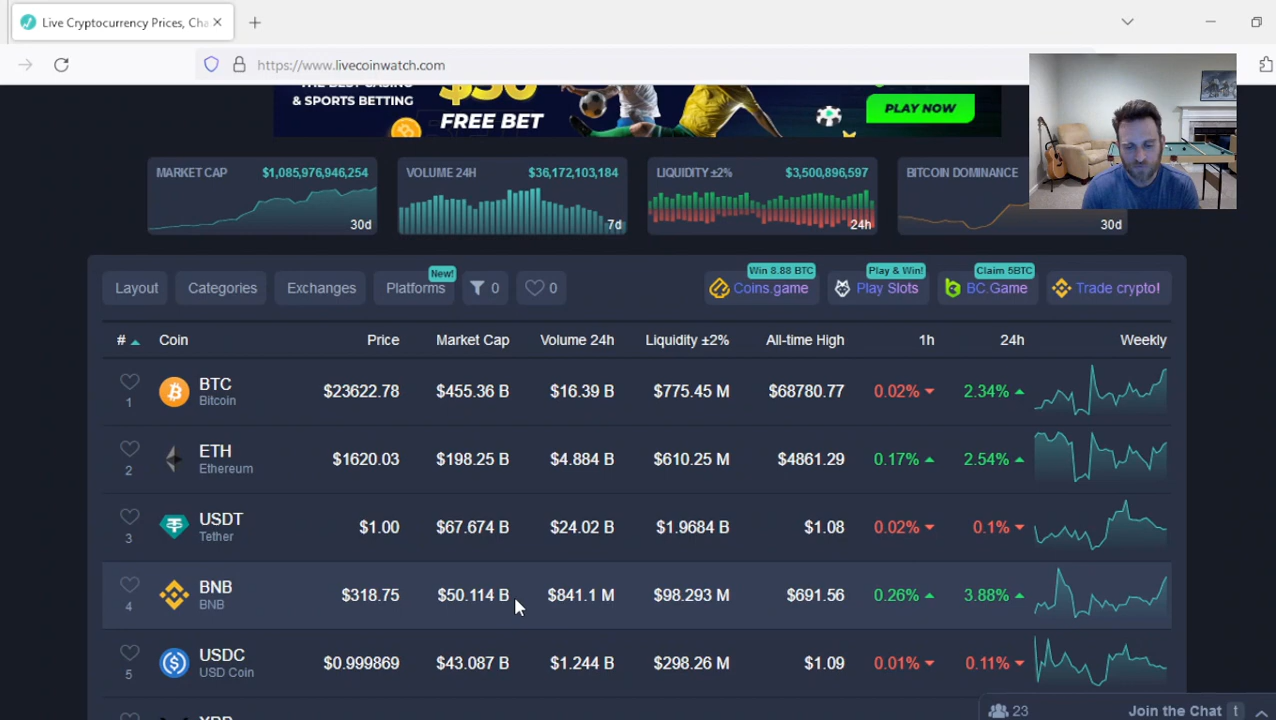 Live Cryptocurrency Prices, Cha
https://www.livecoinwatch.com
THE BEST CASINO
& SPORTS BETTING
$50
FREE BET
PLAY NOW
MARKET CAP $1,085,976,946,254
30d
VOLUME 24H $36,172,103,184
7d
LIQUIDITY ±2% $3,500,896,597
24h
BITCOIN DOMINANCE
30d
New!
Win 8.88 BTC
Play & Win!
Claim 5BTC
Layout Categories Exchanges Platforms 0 0 Coins.game Play Slots BC.Game Trade crypto!
# Coin Price Market Cap Volume 24h Liquidity ±2% All-time High 1h 24h Weekly
1 BTC Bitcoin $23622.78 $455.36 B $16.39 B $775.45 M $68780.77 0.02% 2.34%
2 ETH Ethereum $1620.03 $198.25 B $4.884 B $610.25 M $4861.29 0.17% 2.54%
3 USDT Tether $1.00 $67.674 B $24.02 B $1.9684 B $1.08 0.02% 0.1%
4 BNB BNB $318.75 $50.114 B $841.1 M $98.293 M $691.56 0.26% 3.88%
5 USDC USD Coin $0.999869 $43.087 B $1.244 B $298.26 M $1.09 0.01% 0.11%
23 Join the Chat t